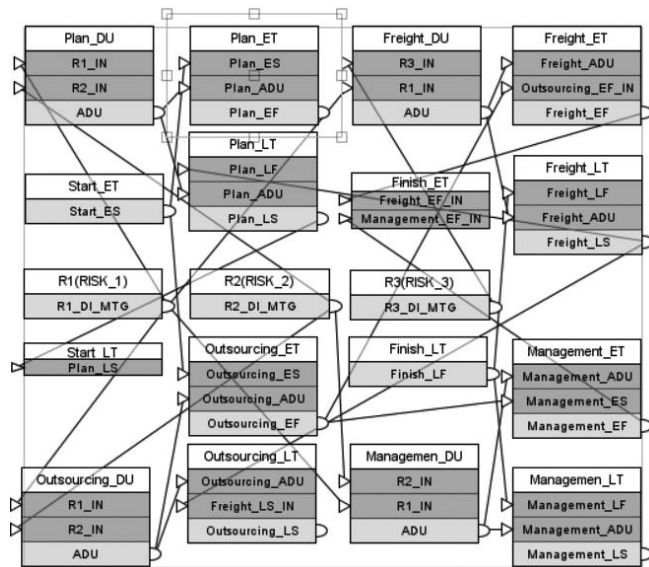 Plan_DU
R1_IN
R2_IN
ADU
Plan_ET
Plan_ES
Plan_ADU
Plan_EF
Freight_DU
R3_IN
R1_IN
ADU
Freight_ET
Freight_ADU
Outsourcing_EF_IN
Freight_EF
Plan_LT
Plan_LF
Plan_ADU
Plan_LS
Start_ET
Start_ES
Finish_ET
Freight_EF_IN
Management_EF_IN
Freight_LT
Freight_LF
Freight_ADU
Freight_LS
R1(RISK_1)
R1_DI_MTG
R2(RISK_2)
R2_DI_MTG
R3(RISK_3)
R3_DI_MTG
Start_LT
Plan_LS
Outsourcing_ET
Outsourcing_ES
Outsourcing_ADU
Outsourcing_EF
Finish_LT
Finish_LF
Management_ET
Management_ADU
Management_ES
Management_EF
Outsourcing_DU
R1_IN
R2_IN
ADU
Outsourcing_LT
Outsourcing_ADU
Freight_LS_IN
Outsourcing_LS
Managemen_DU
R2_IN
R1_IN
ADU
Managemen_LT
Management_LF
Management_ADU
Management_LS